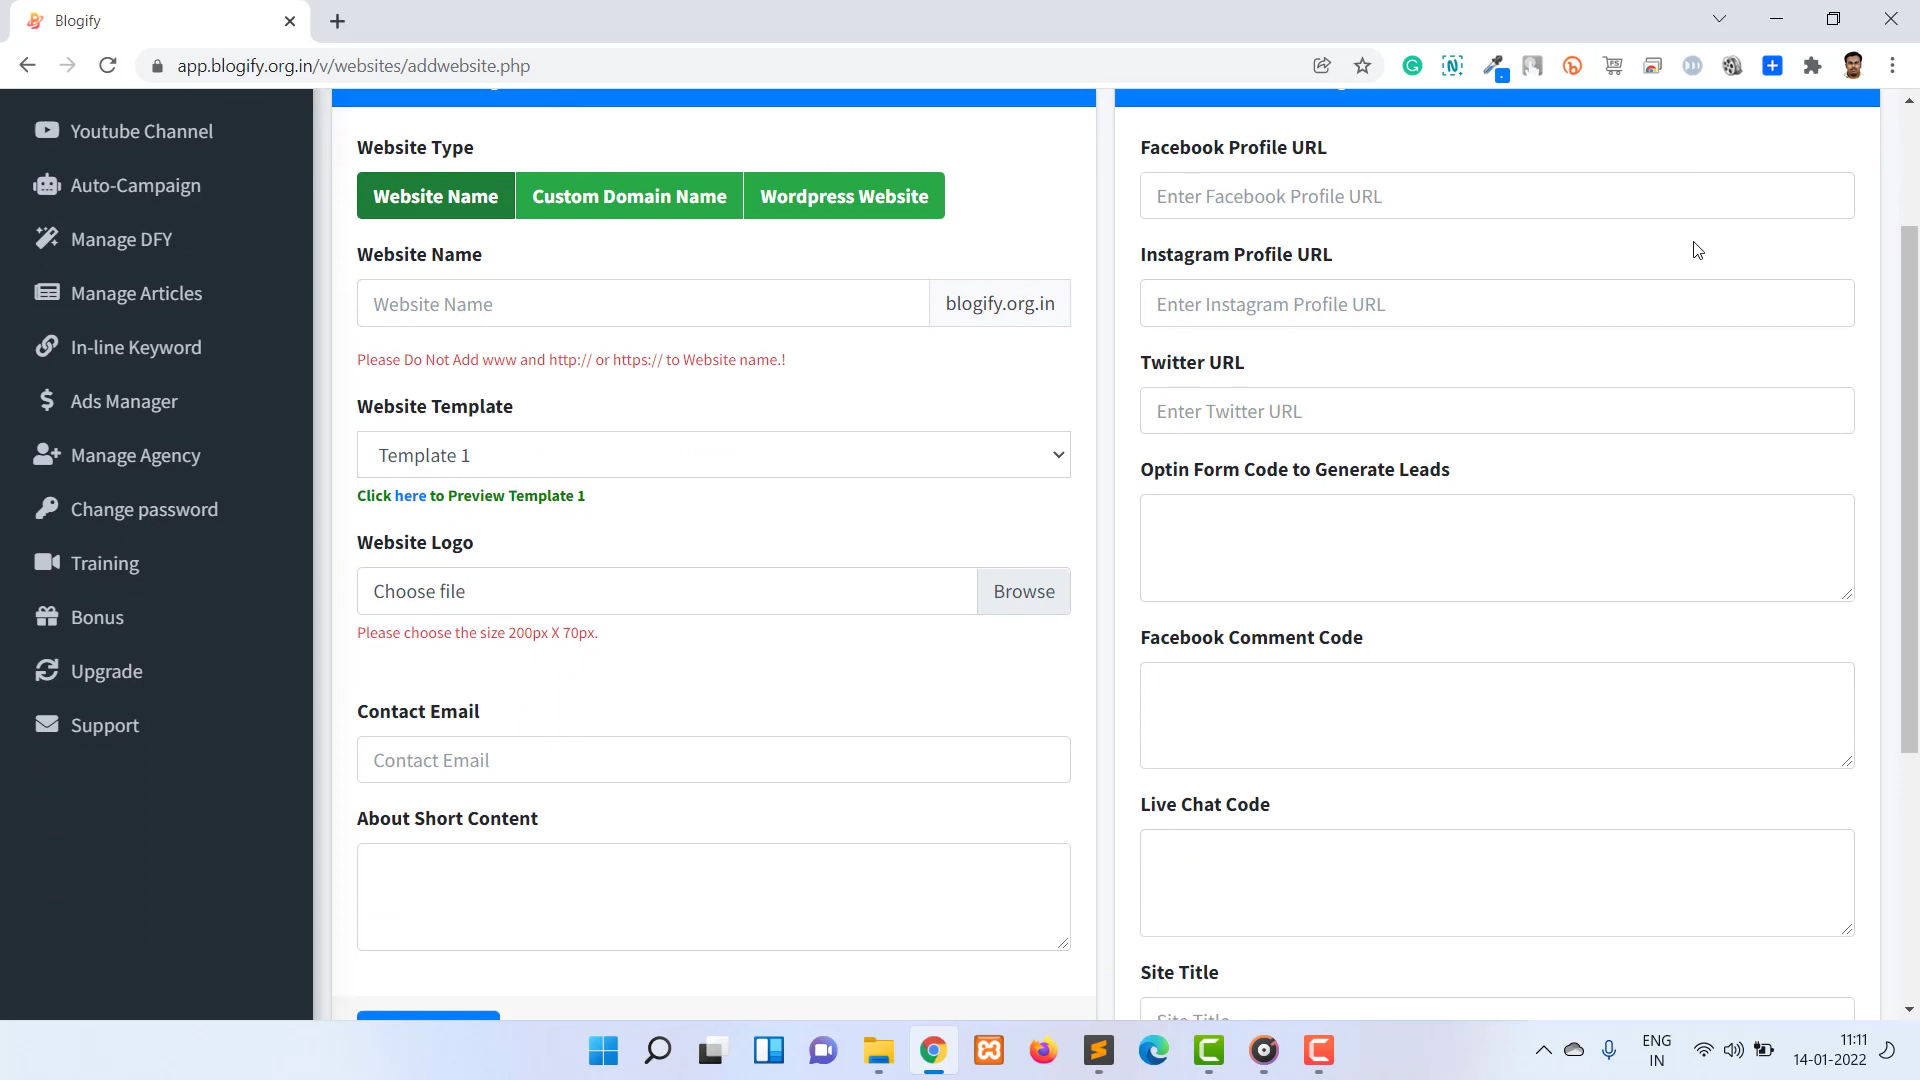 Blogify
app.blogify.org.in/v/websites/addwebsite.php
Youtube Channel
Auto-Campaign
Manage DFY
Manage Articles
In-line Keyword
Ads Manager
Manage Agency
Change password
Training
Bonus
Upgrade
Support
Website Type
Website Name
Custom Domain Name
Wordpress Website
Website Name
Website Name
blogify.org.in
Please Do Not Add www and http:// or https:// to Website name.!
Website Template
Template 1
Click here to Preview Template 1
Website Logo
Choose file
Browse
Please choose the size 200px X 70px.
Contact Email
Contact Email
About Short Content
Facebook Profile URL
Enter Facebook Profile URL
Instagram Profile URL
Enter Instagram Profile URL
Twitter URL
Enter Twitter URL
Optin Form Code to Generate Leads
Facebook Comment Code
Live Chat Code
Site Title
Site Title
ENG
IN
11:11
14-01-2022